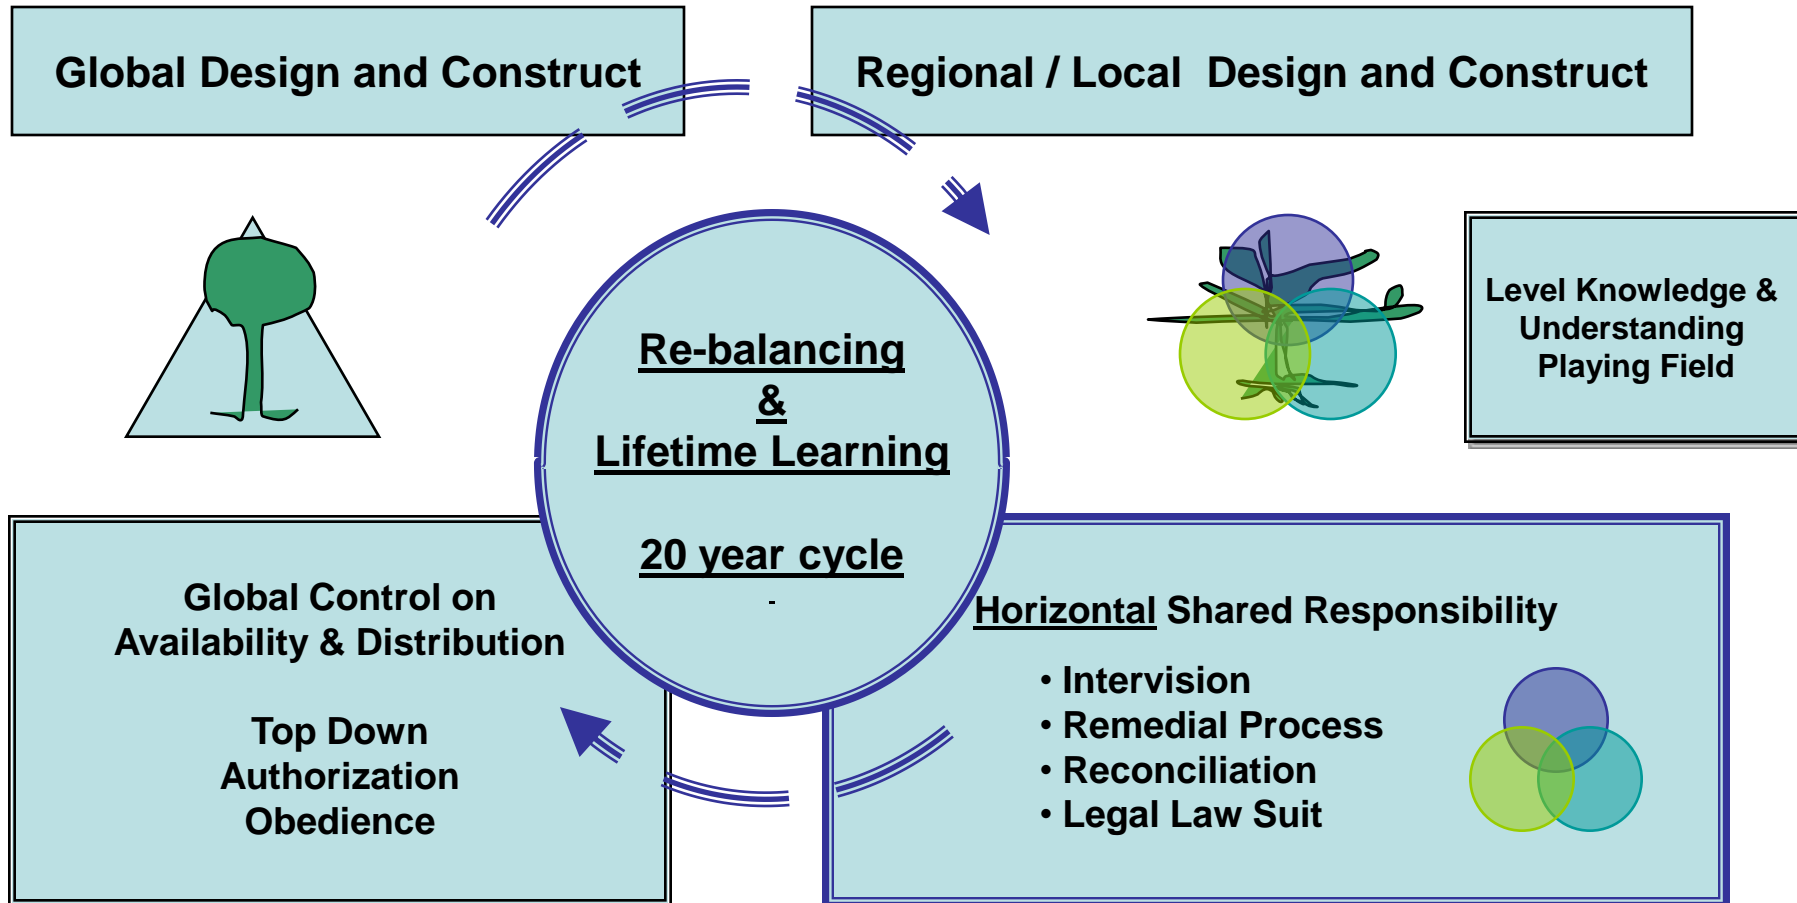 Global Design and Construct
Regional / Local Design and Construct
Level Knowledge &
Understanding
Playing Field
Re-balancing
&
Lifetime Learning
20 year cycle
-
Global Control on
Availability & Distribution
Top Down
Authorization
Obedience
Horizontal Shared Responsibility
• Intervision
• Remedial Process
• Reconciliation
• Legal Law Suit